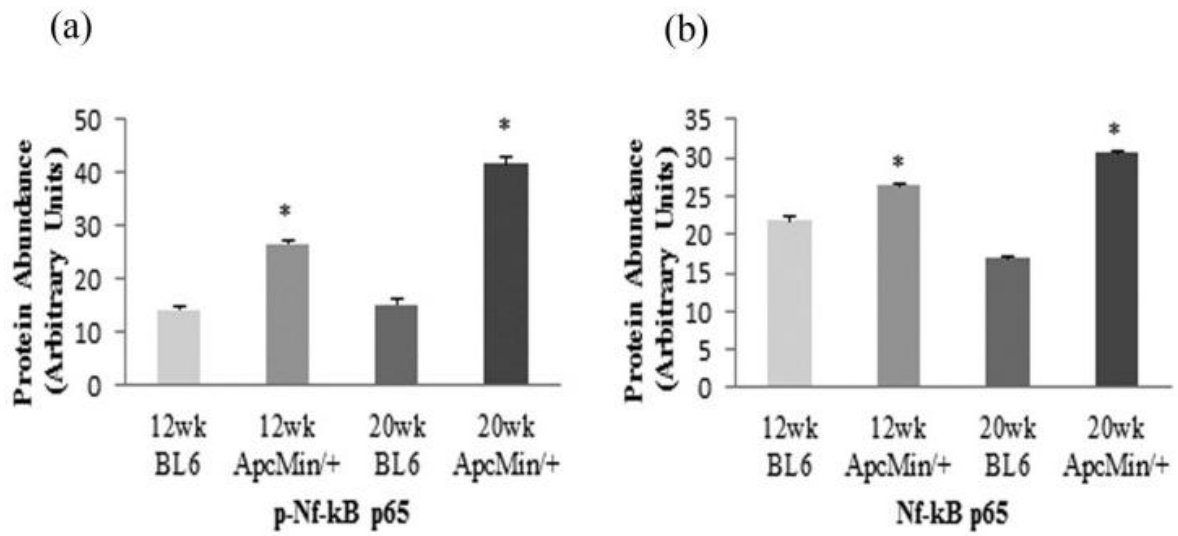 (a)
(b)
Protein Abundance
(Arbitrary Units)
50
40
30
20
10
0
*
*
12wk
BL6
12wk
ApcMin/+
20wk
BL6
20wk
ApcMin/+
p-Nf-kB p65
Protein Abundance
(Arbitrary Units)
35
30
25
20
15
10
5
0
*
*
12wk
BL6
12wk
ApcMin/+
20wk
BL6
20wk
ApcMin/+
Nf-kB p65